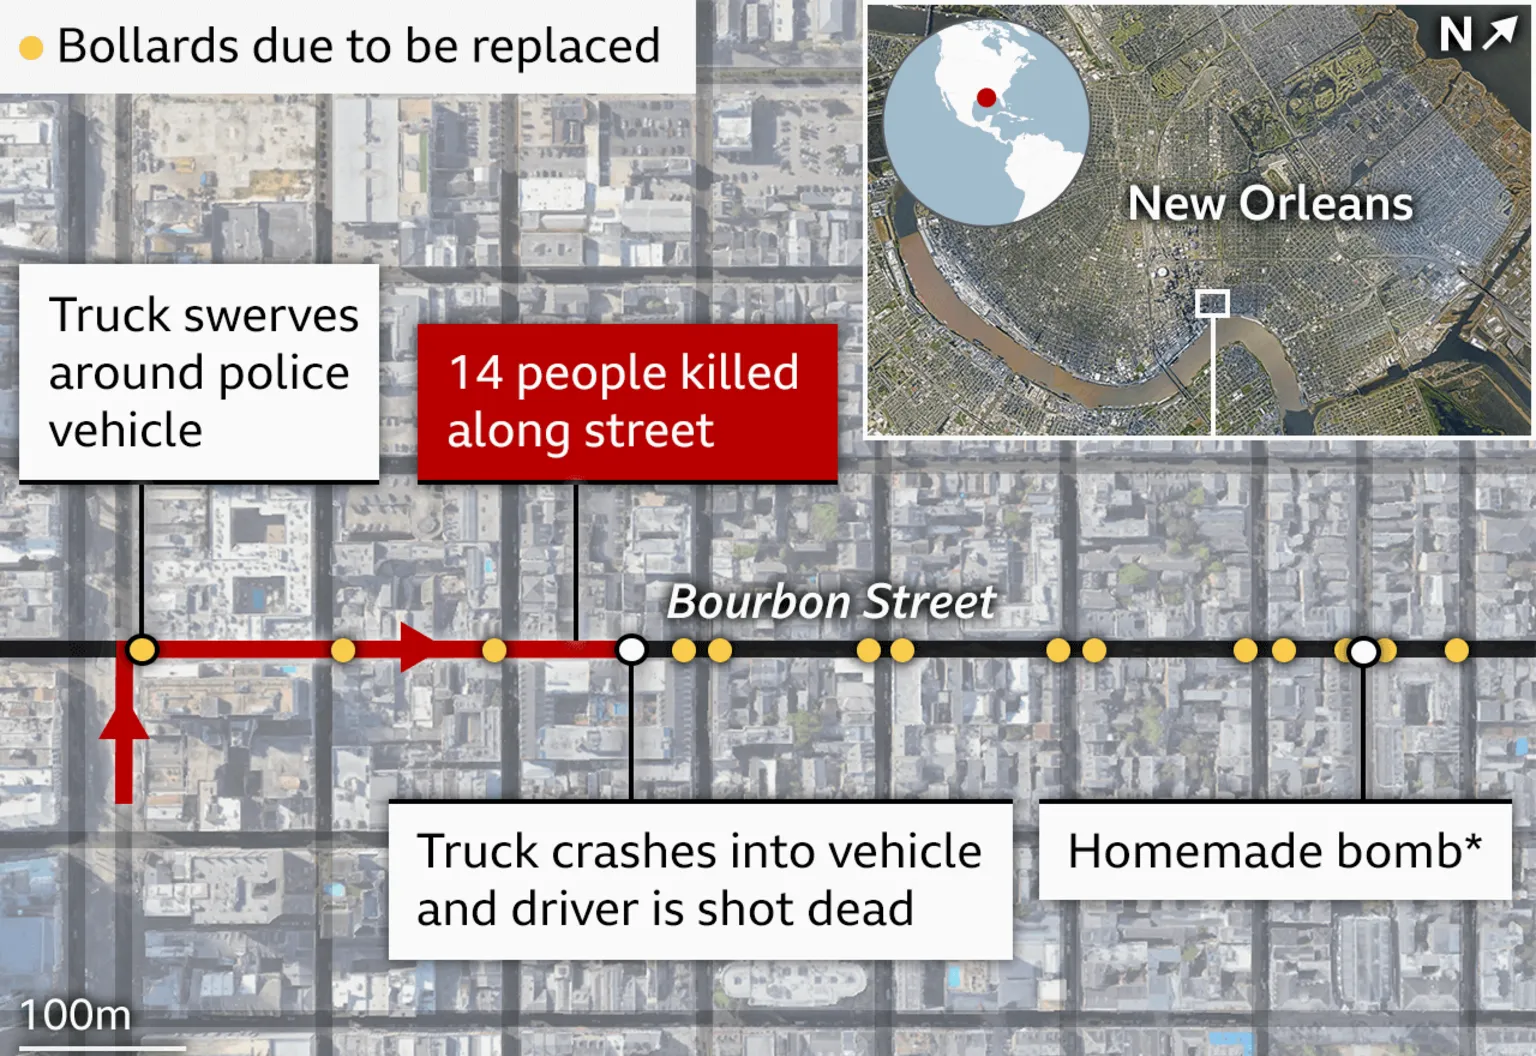 Bollards due to be replaced
N
New Orleans
Truck swerves
around police
vehicle
14 people killed
along street
Bourbon Street
Truck crashes into vehicle
and driver is shot dead
Homemade bomb*
100m